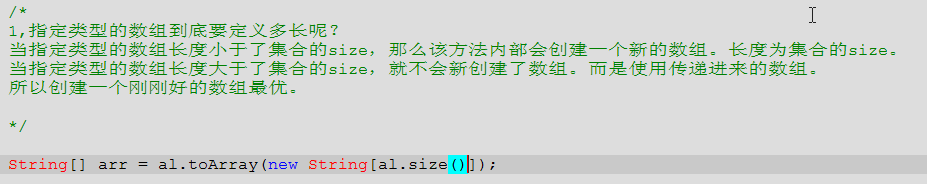 /*
1,指定类型的数组到底要定义多长呢?
当指定类型的数组长度小于了集合的size,那么该方法内部会创建一个新的数组。长度为集合的size。
当指定类型的数组长度大于了集合的size,就不会新创建了数组。而是使用传递进来的数组。
所以创建一个刚刚好的数组最优。
*/
String[] arr = al.toArray(new String[al.size()]);